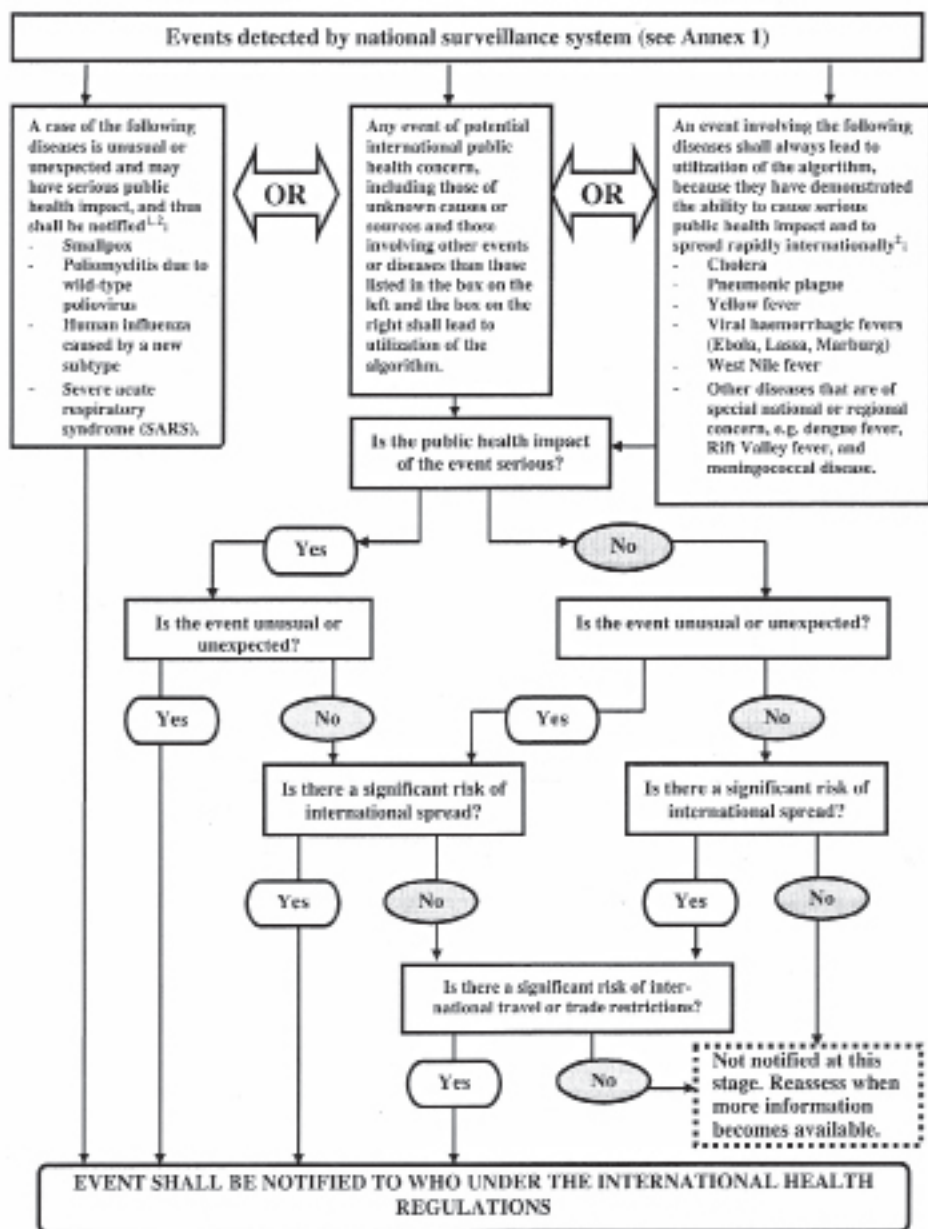 Events detected by national surveillance system (see Annex 1)
A case of the following
diseases is unusual or
unexpected and may
have serious public
health impact, and thus
shall be notified1,2:
- Smallpox
- Poliomyelitis due to
wild-type
poliovirus
- Human influenza
caused by a new
subtype
- Severe acute
respiratory
syndrome (SARS).
OR
Any event of potential
international public
health concern,
including those of
unknown causes or
sources and those
involving other events
or diseases than those
listed in the box on the
left and the box on the
right shall lead to
utilization of the
algorithm.
OR
An event involving the following
diseases shall always lead to
utilization of the algorithm,
because they have demonstrated
the ability to cause serious
public health impact and to
spread rapidly internationally2:
- Cholera
- Pneumonic plague
- Yellow fever
- Viral haemorrhagic fevers
(Ebola, Lassa, Marburg)
- West Nile fever
- Other diseases that are of
special national or regional
concern, e.g. dengue fever,
Rift Valley fever, and
meningococcal disease.
Is the public health impact
of the event serious?
Yes
No
Is the event unusual or
unexpected?
Is the event unusual or unexpected?
Yes
No
Yes
No
Is there a significant risk of
international spread?
Is there a significant risk of
international spread?
Yes
No
Yes
No
Is there a significant risk of inter-
national travel or trade restrictions?
Yes
No
Not notified at this
stage. Reassess when
more information
becomes available.
EVENT SHALL BE NOTIFIED TO WHO UNDER THE INTERNATIONAL HEALTH
REGULATIONS